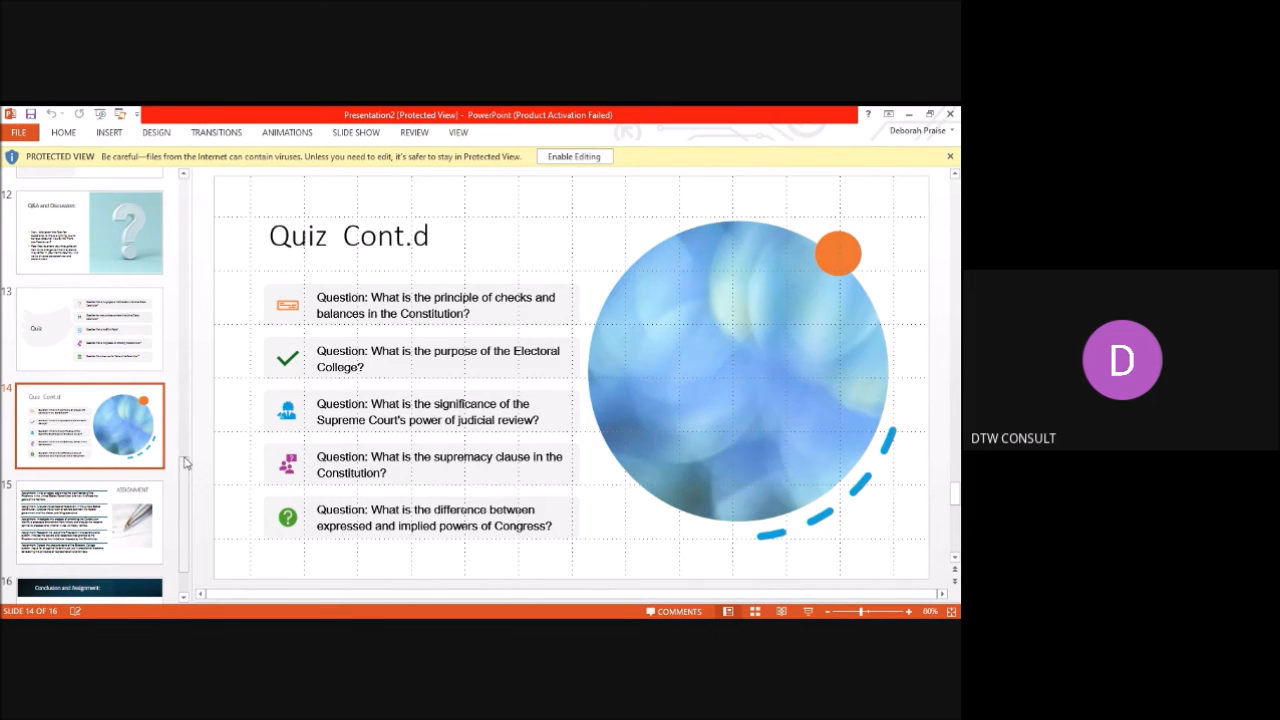 Presentation2 [Protected View] - PowerPoint (Product Activation Failed)
FILE HOME INSERT DESIGN TRANSITIONS ANIMATIONS SLIDE SHOW REVIEW VIEW
Deborah Praise
PROTECTED VIEW Be careful—files from the Internet can contain viruses. Unless you need to edit, it's safer to stay in Protected View. Enable Editing
12
Q&A and Discussion:
13
Quiz
14
Quiz Cont.d
15
ASSIGNMENT
16
Conclusion and Assignment:
Quiz Cont.d
Question: What is the principle of checks and
balances in the Constitution?
Question: What is the purpose of the Electoral
College?
Question: What is the significance of the
Supreme Court's power of judicial review?
Question: What is the supremacy clause in the
Constitution?
Question: What is the difference between
expressed and implied powers of Congress?
SLIDE 14 OF 16
COMMENTS
80%
D
DTW CONSULT